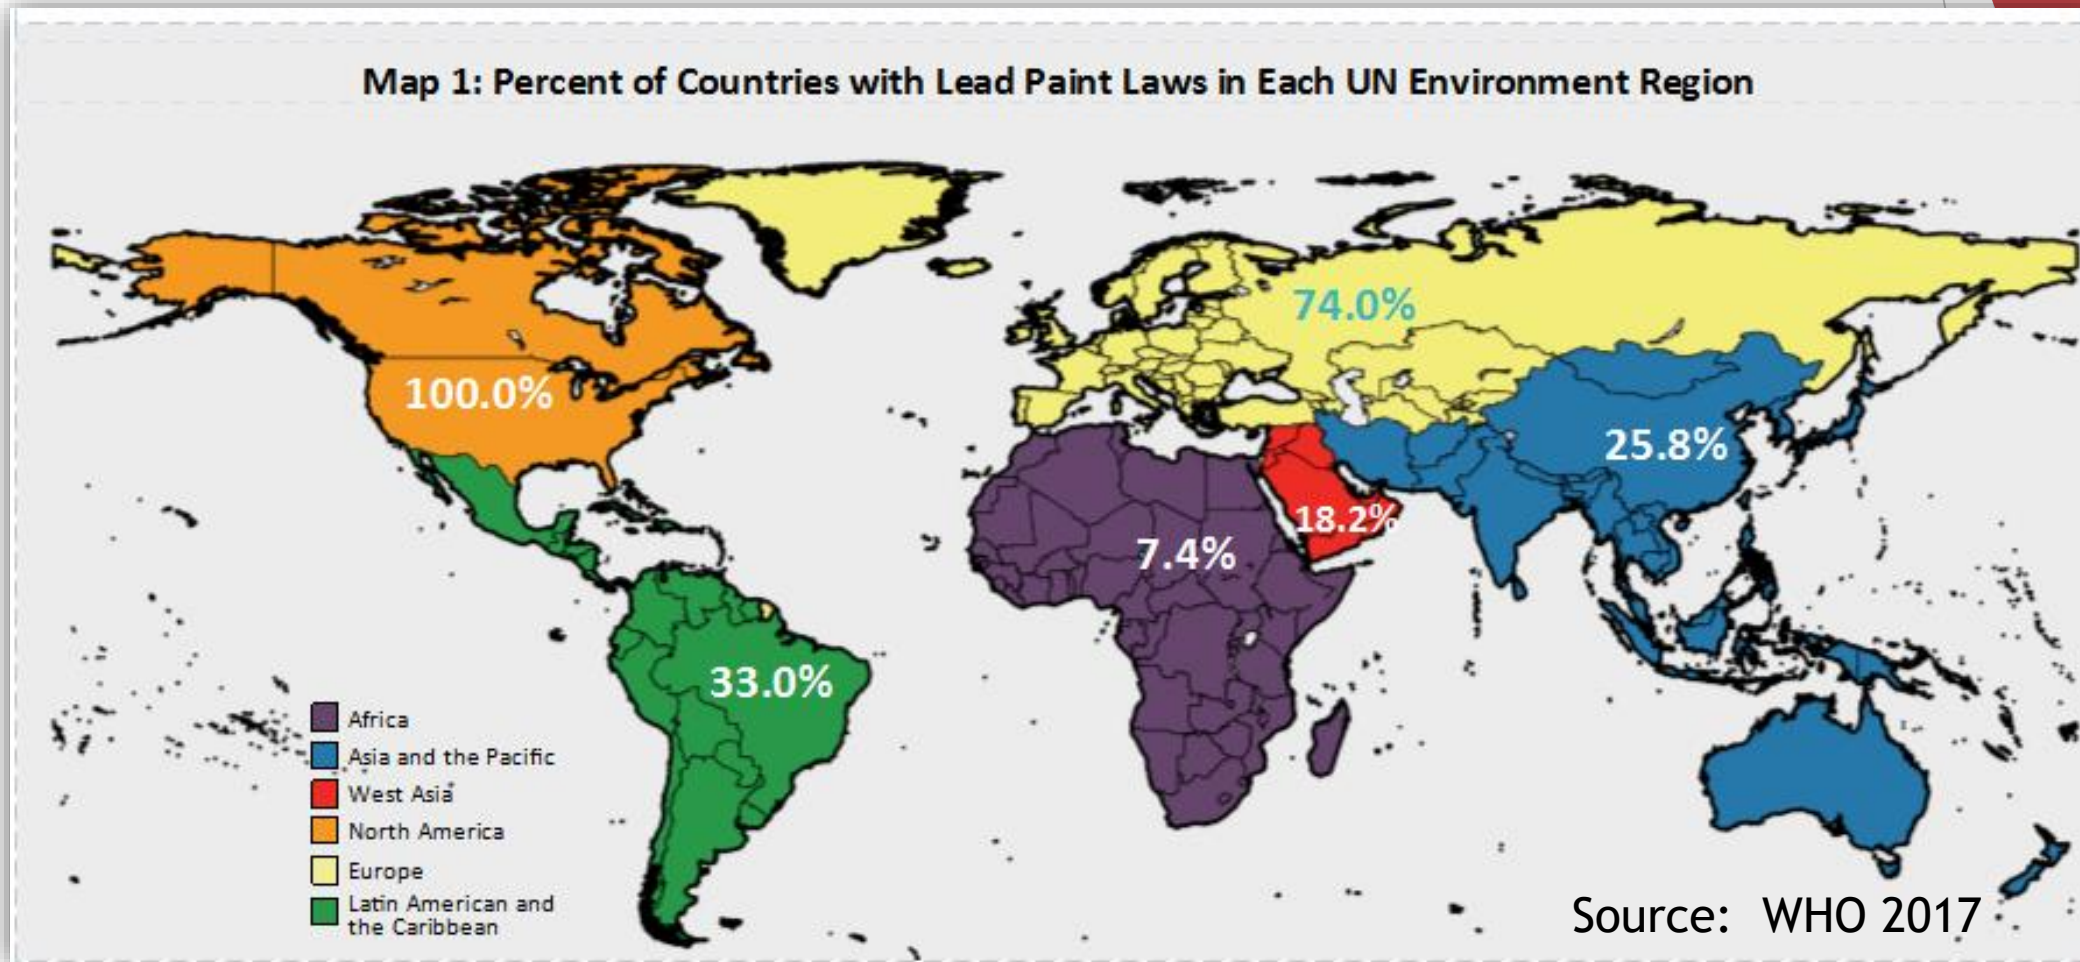 Map 1: Percent of Countries with Lead Paint Laws in Each UN Environment Region
74.0%
100.0%
25.8%
18.2%
7.4%
33.0%
Africa
Asia and the Pacific
West Asia
North America
Europe
Latin American and
the Caribbean
Source: WHO 2017